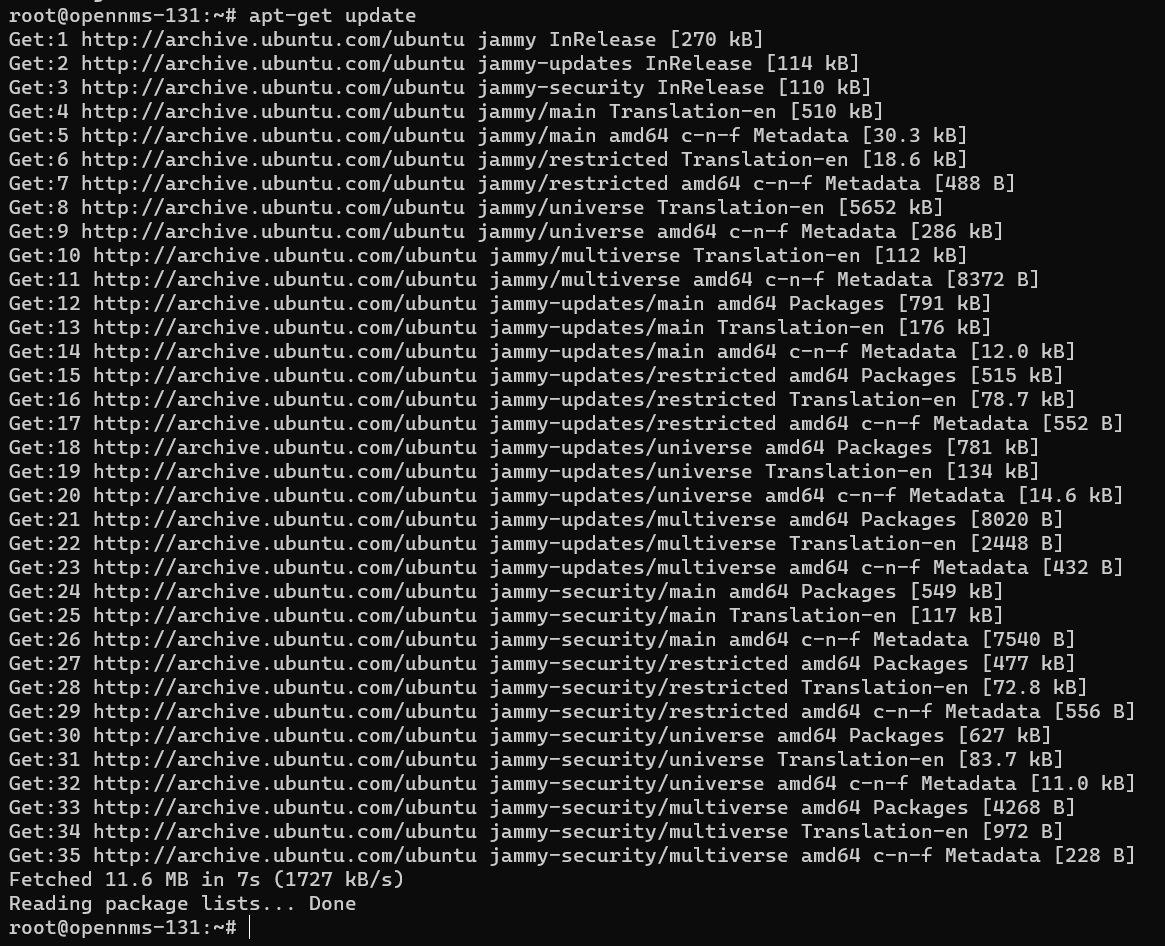 root@opennms-131:~# apt-get update
Get:1 http://archive.ubuntu.com/ubuntu jammy InRelease [270 kB]
Get:2 http://archive.ubuntu.com/ubuntu jammy-updates InRelease [114 kB]
Get:3 http://archive.ubuntu.com/ubuntu jammy-security InRelease [110 kB]
Get:4 http://archive.ubuntu.com/ubuntu jammy/main Translation-en [510 kB]
Get:5 http://archive.ubuntu.com/ubuntu jammy/main amd64 c-n-f Metadata [30.3 kB]
Get:6 http://archive.ubuntu.com/ubuntu jammy/restricted Translation-en [18.6 kB]
Get:7 http://archive.ubuntu.com/ubuntu jammy/restricted amd64 c-n-f Metadata [488 B]
Get:8 http://archive.ubuntu.com/ubuntu jammy/universe Translation-en [5652 kB]
Get:9 http://archive.ubuntu.com/ubuntu jammy/universe amd64 c-n-f Metadata [286 kB]
Get:10 http://archive.ubuntu.com/ubuntu jammy/multiverse Translation-en [112 kB]
Get:11 http://archive.ubuntu.com/ubuntu jammy/multiverse amd64 c-n-f Metadata [8372 B]
Get:12 http://archive.ubuntu.com/ubuntu jammy-updates/main amd64 Packages [791 kB]
Get:13 http://archive.ubuntu.com/ubuntu jammy-updates/main Translation-en [176 kB]
Get:14 http://archive.ubuntu.com/ubuntu jammy-updates/main amd64 c-n-f Metadata [12.0 kB]
Get:15 http://archive.ubuntu.com/ubuntu jammy-updates/restricted amd64 Packages [515 kB]
Get:16 http://archive.ubuntu.com/ubuntu jammy-updates/restricted Translation-en [78.7 kB]
Get:17 http://archive.ubuntu.com/ubuntu jammy-updates/restricted amd64 c-n-f Metadata [552 B]
Get:18 http://archive.ubuntu.com/ubuntu jammy-updates/universe amd64 Packages [781 kB]
Get:19 http://archive.ubuntu.com/ubuntu jammy-updates/universe Translation-en [134 kB]
Get:20 http://archive.ubuntu.com/ubuntu jammy-updates/universe amd64 c-n-f Metadata [14.6 kB]
Get:21 http://archive.ubuntu.com/ubuntu jammy-updates/multiverse amd64 Packages [8020 B]
Get:22 http://archive.ubuntu.com/ubuntu jammy-updates/multiverse Translation-en [2448 B]
Get:23 http://archive.ubuntu.com/ubuntu jammy-updates/multiverse amd64 c-n-f Metadata [432 B]
Get:24 http://archive.ubuntu.com/ubuntu jammy-security/main amd64 Packages [549 kB]
Get:25 http://archive.ubuntu.com/ubuntu jammy-security/main Translation-en [117 kB]
Get:26 http://archive.ubuntu.com/ubuntu jammy-security/main amd64 c-n-f Metadata [7540 B]
Get:27 http://archive.ubuntu.com/ubuntu jammy-security/restricted amd64 Packages [477 kB]
Get:28 http://archive.ubuntu.com/ubuntu jammy-security/restricted Translation-en [72.8 kB]
Get:29 http://archive.ubuntu.com/ubuntu jammy-security/restricted amd64 c-n-f Metadata [556 B]
Get:30 http://archive.ubuntu.com/ubuntu jammy-security/universe amd64 Packages [627 kB]
Get:31 http://archive.ubuntu.com/ubuntu jammy-security/universe Translation-en [83.7 kB]
Get:32 http://archive.ubuntu.com/ubuntu jammy-security/universe amd64 c-n-f Metadata [11.0 kB]
Get:33 http://archive.ubuntu.com/ubuntu jammy-security/multiverse amd64 Packages [4268 B]
Get:34 http://archive.ubuntu.com/ubuntu jammy-security/multiverse Translation-en [972 B]
Get:35 http://archive.ubuntu.com/ubuntu jammy-security/multiverse amd64 c-n-f Metadata [228 B]
Fetched 11.6 MB in 7s (1727 kB/s)
Reading package lists... Done
root@opennms-131:~#